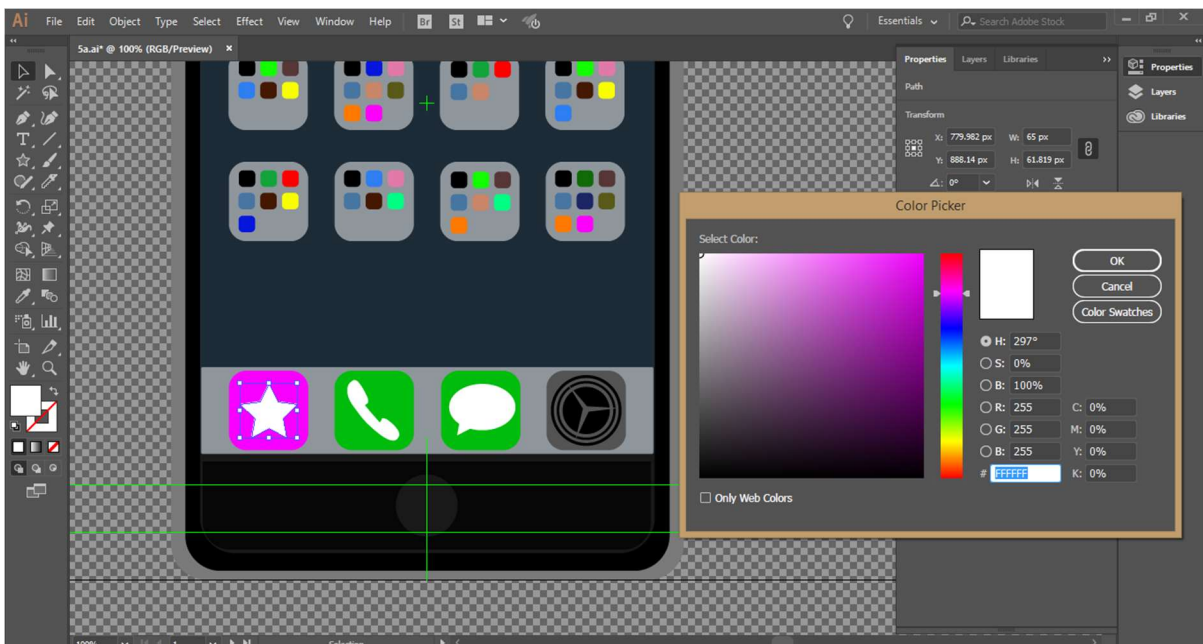 Ai File Edit Object Type Select Effect View Window Help Br St Essentials Search Adobe Stock
5a.ai* @ 100% (RGB/Preview) ×
Properties Layers Libraries
Path
Transform
X: 779.982 px W: 65 px
Y: 888.14 px H: 61.819 px
0°
Properties
Layers
Libraries
T
Color Picker
Select Color:
OK
Cancel
Color Swatches
H: 297°
S: 0%
B: 100%
R: 255 C: 0%
G: 255 M: 0%
B: 255 Y: 0%
# FFFFFF K: 0%
Only Web Colors
100% 1 Selection